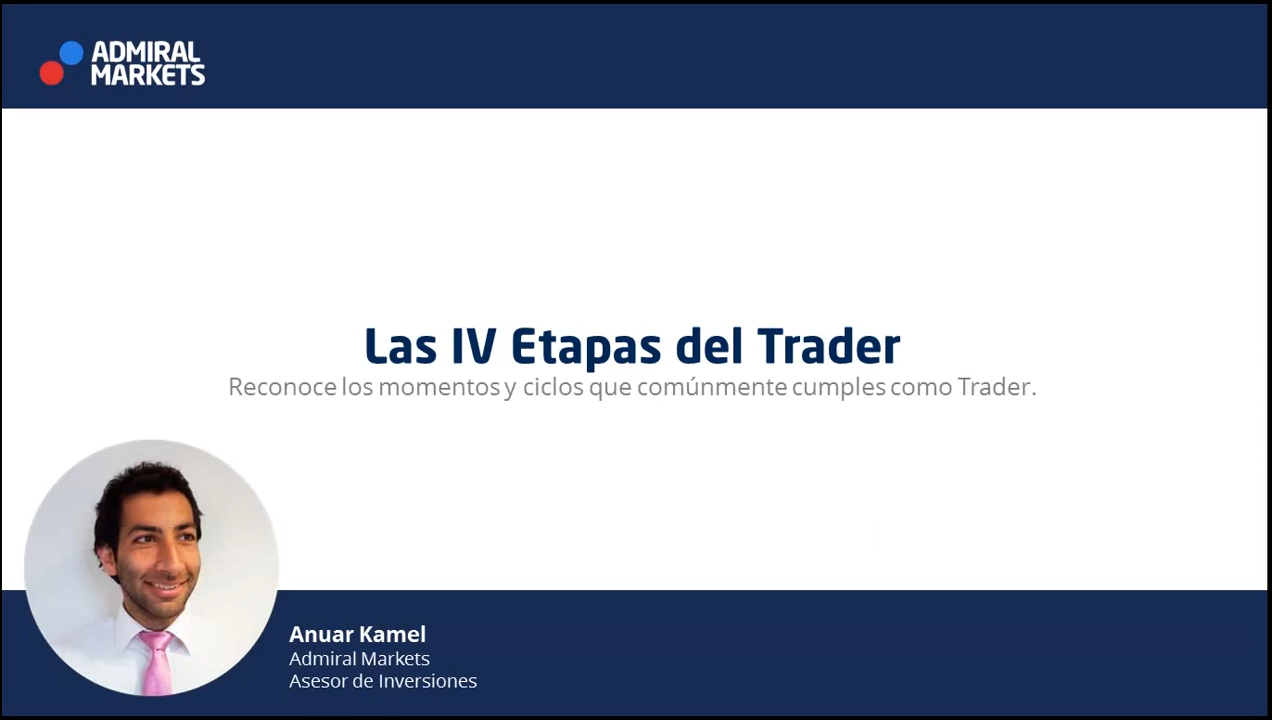 ADMIRAL
MARKETS
Las IV Etapas del Trader
Reconoce los momentos y ciclos que comúnmente cumples como Trader.
Anuar Kamel
Admiral Markets
Asesor de Inversiones